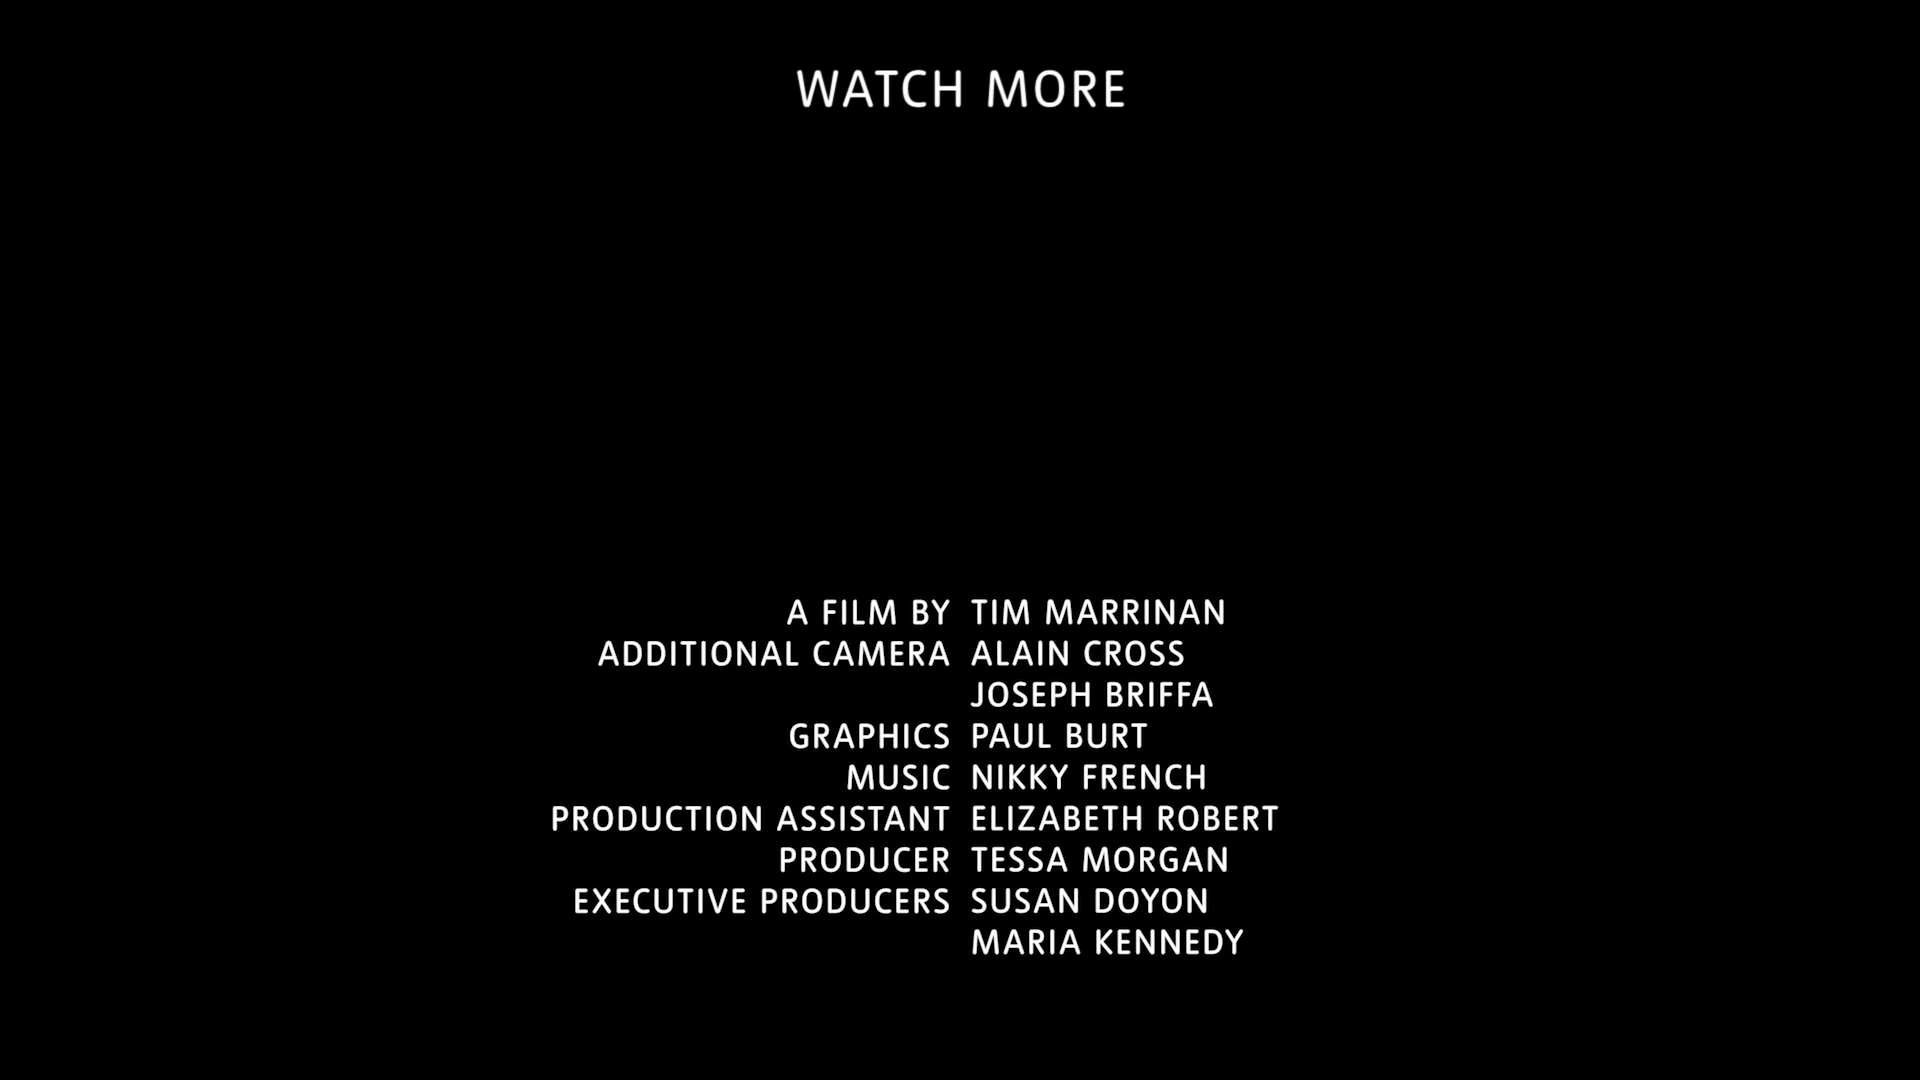 WATCH MORE
A FILM BY TIM MARRINAN
ADDITIONAL CAMERA ALAIN CROSS
JOSEPH BRIFFA
GRAPHICS PAUL BURT
MUSIC NIKKY FRENCH
PRODUCTION ASSISTANT ELIZABETH ROBERT
PRODUCER TESSA MORGAN
EXECUTIVE PRODUCERS SUSAN DOYON
MARIA KENNEDY